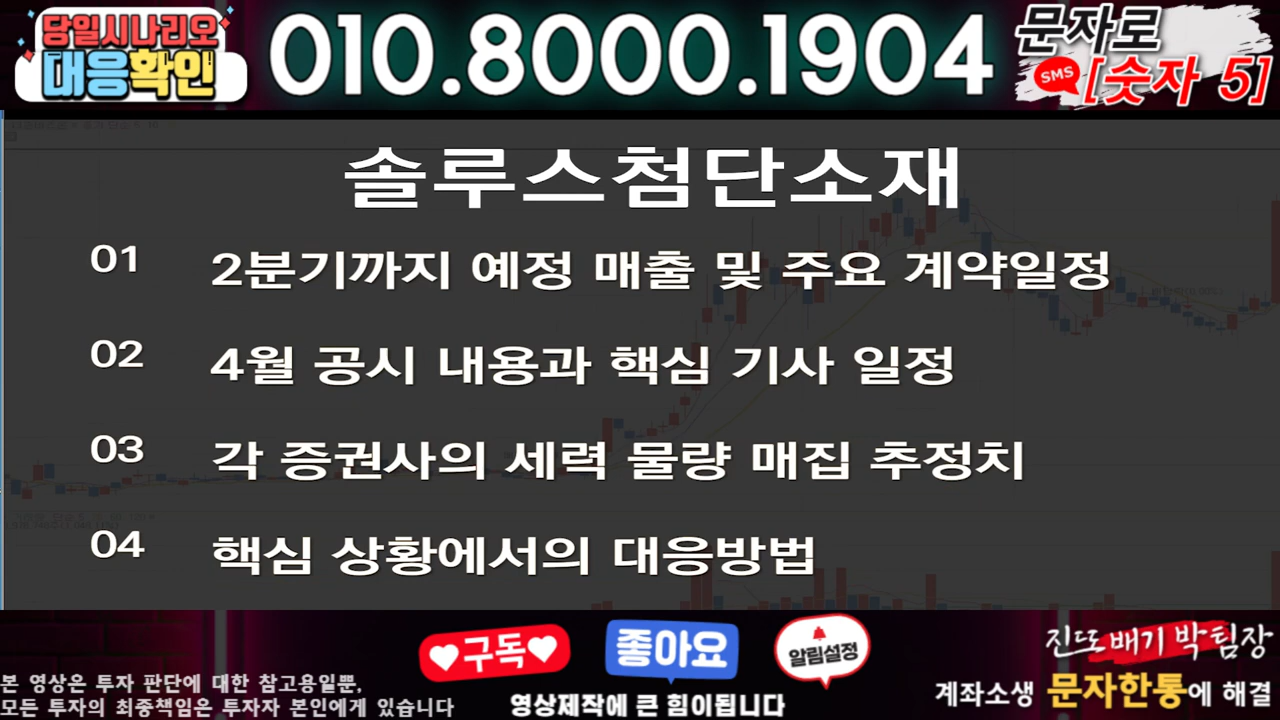 당일시나리오
대응확인
010.8000.1904
문자로
SMS
[숫자 5]
솔루스첨단소재
01 2분기까지 예정 매출 및 주요 계약일정
02 4월 공시 내용과 핵심 기사 일정
03 각 증권사의 세력 물량 매집 추정치
04 핵심 상황에서의 대응방법
구독
좋아요
알림설정
영상제작에 큰 힘이됩니다
본 영상은 투자 판단에 대한 참고용일뿐,
모든 투자의 최종책임은 투자자 본인에게 있습니다
진또배기 박팀장
계좌소생 문자한통에 해결